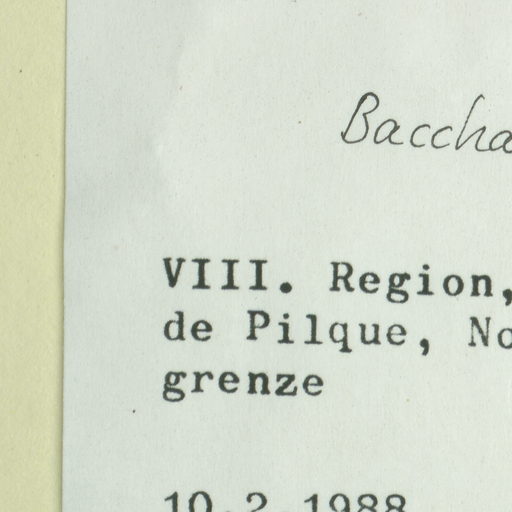 Baccha
VIII. Region,
de Pilque, No
grenze
10.2.1988